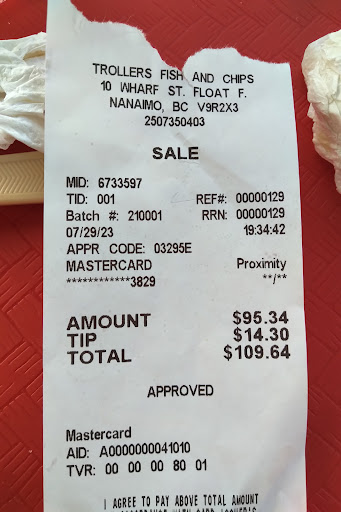 TROLLERS FISH AND CHIPS
10 WHARF ST. FLOAT F.
NANAIMO, BC V9R2X3
2507350403
SALE
MID: 6733597
TID: 001 REF#: 00000129
Batch #: 210001 RRN: 00000129
07/29/23 19:34:42
APPR CODE: 03295E
MASTERCARD Proximity
************3829 **/**
AMOUNT $95.34
TIP $14.30
TOTAL $109.64
APPROVED
Mastercard
AID: A0000000041010
TVR: 00 00 00 80 01
I AGREE TO PAY ABOVE TOTAL AMOUNT